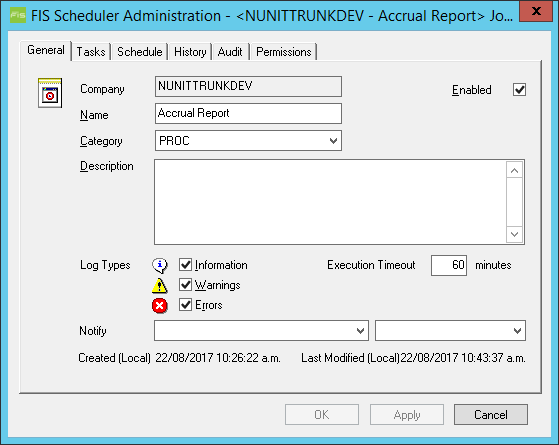 FIS Scheduler Administration - <NUNITTRUNKDEV - Accrual Report> Jo... X
General Tasks Schedule History Audit Permissions
Company NUNITTRUNKDEV Enabled
Name Accrual Report
Category PROC
Description
Log Types Information Execution Timeout 60 minutes
Warnings
Errors
Notify
Created (Local) 22/08/2017 10:26:22 a.m. Last Modified (Local)22/08/2017 10:43:37 a.m.
OK Apply Cancel